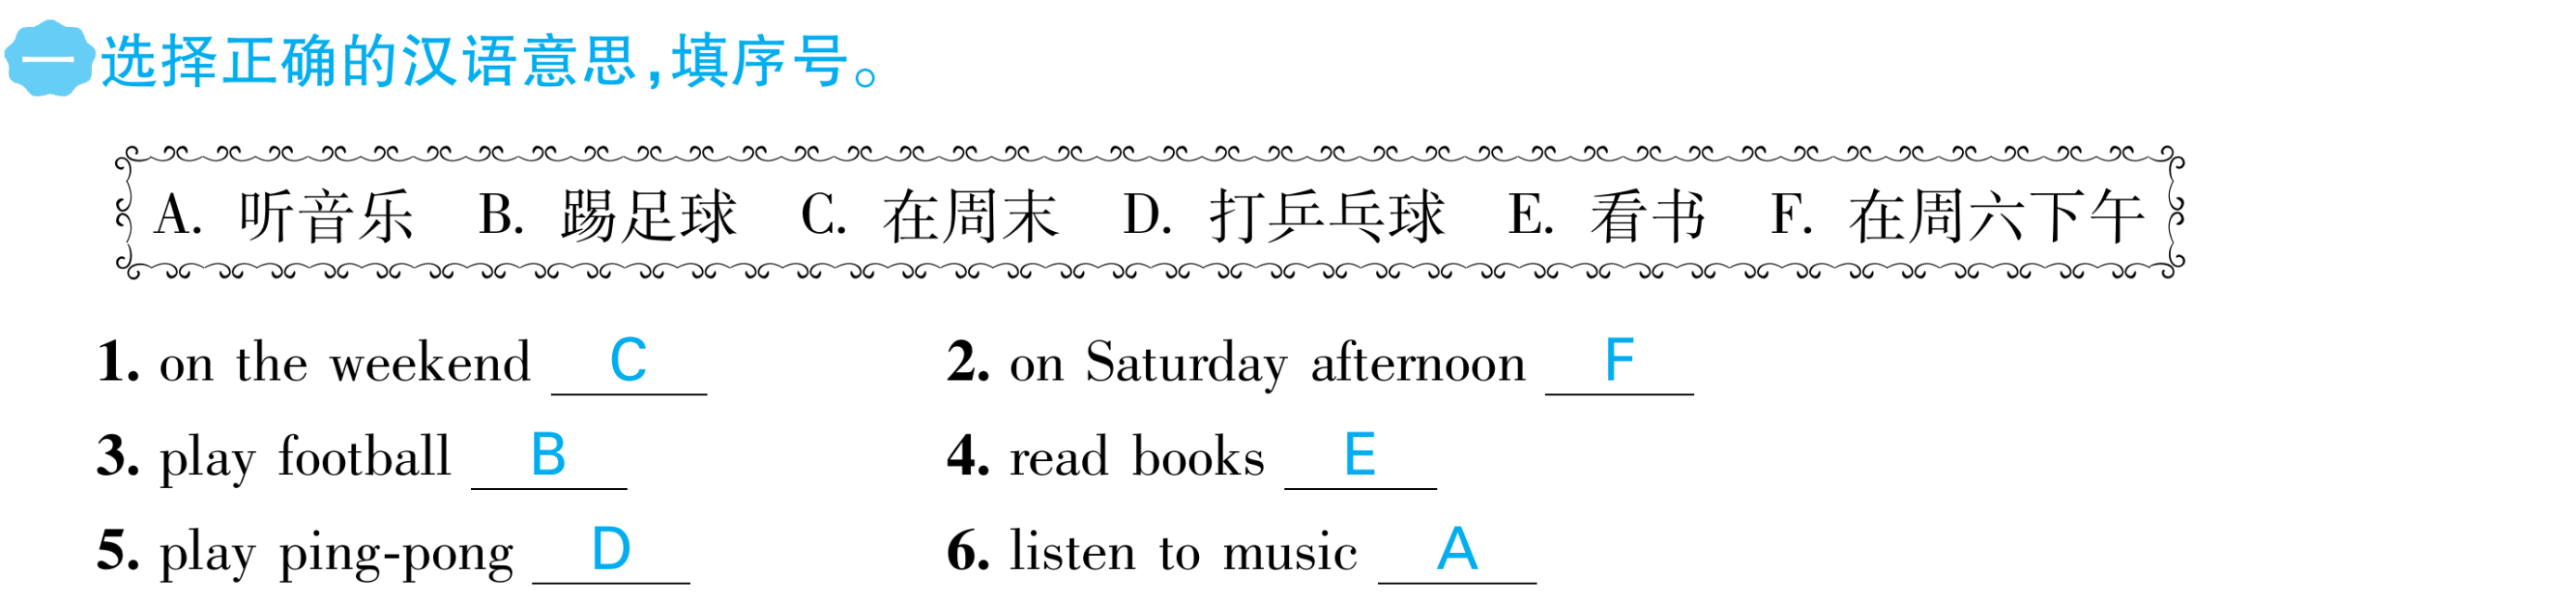 一 选择正确的汉语意思,填序号。
A. 听音乐 B. 踢足球 C. 在周末 D. 打乒乓球 E. 看书 F. 在周六下午
1. on the weekend C 2. on Saturday afternoon F
3. play football B 4. read books E
5. play ping-pong D 6. listen to music A